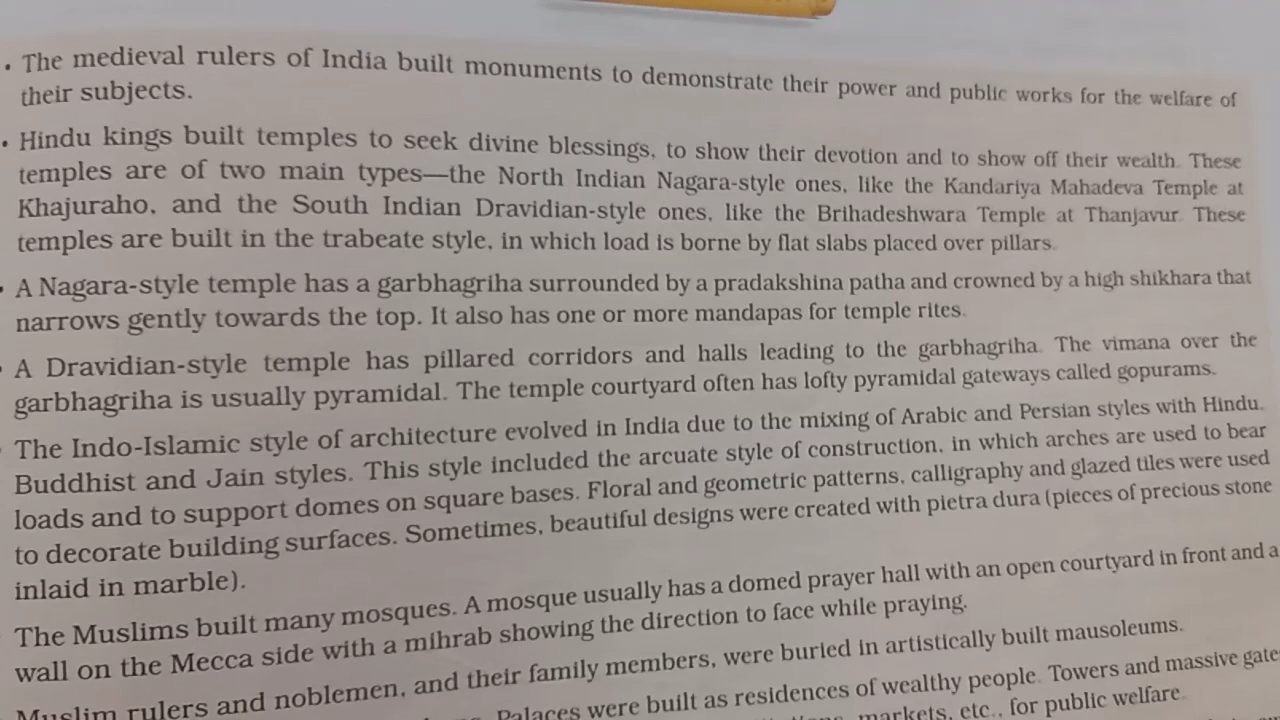 • The medieval rulers of India built monuments to demonstrate their power and public works for the welfare of
their subjects.
• Hindu kings built temples to seek divine blessings, to show their devotion and to show off their wealth. These
temples are of two main types—the North Indian Nagara-style ones, like the Kandariya Mahadeva Temple at
Khajuraho, and the South Indian Dravidian-style ones, like the Brihadeshwara Temple at Thanjavur. These
temples are built in the trabeate style, in which load is borne by flat slabs placed over pillars.
• A Nagara-style temple has a garbhagriha surrounded by a pradakshina patha and crowned by a high shikhara that
narrows gently towards the top. It also has one or more mandapas for temple rites.
• A Dravidian-style temple has pillared corridors and halls leading to the garbhagriha. The vimana over the
garbhagriha is usually pyramidal. The temple courtyard often has lofty pyramidal gateways called gopurams.
The Indo-Islamic style of architecture evolved in India due to the mixing of Arabic and Persian styles with Hindu,
Buddhist and Jain styles. This style included the arcuate style of construction, in which arches are used to bear
loads and to support domes on square bases. Floral and geometric patterns, calligraphy and glazed tiles were used
to decorate building surfaces. Sometimes, beautiful designs were created with pietra dura (pieces of precious stone
inlaid in marble).
The Muslims built many mosques. A mosque usually has a domed prayer hall with an open courtyard in front and a
wall on the Mecca side with a mihrab showing the direction to face while praying.
Muslim rulers and noblemen, and their family members, were buried in artistically built mausoleums.
Palaces were built as residences of wealthy people. Towers and massive gate
markets, etc., for public welfare.